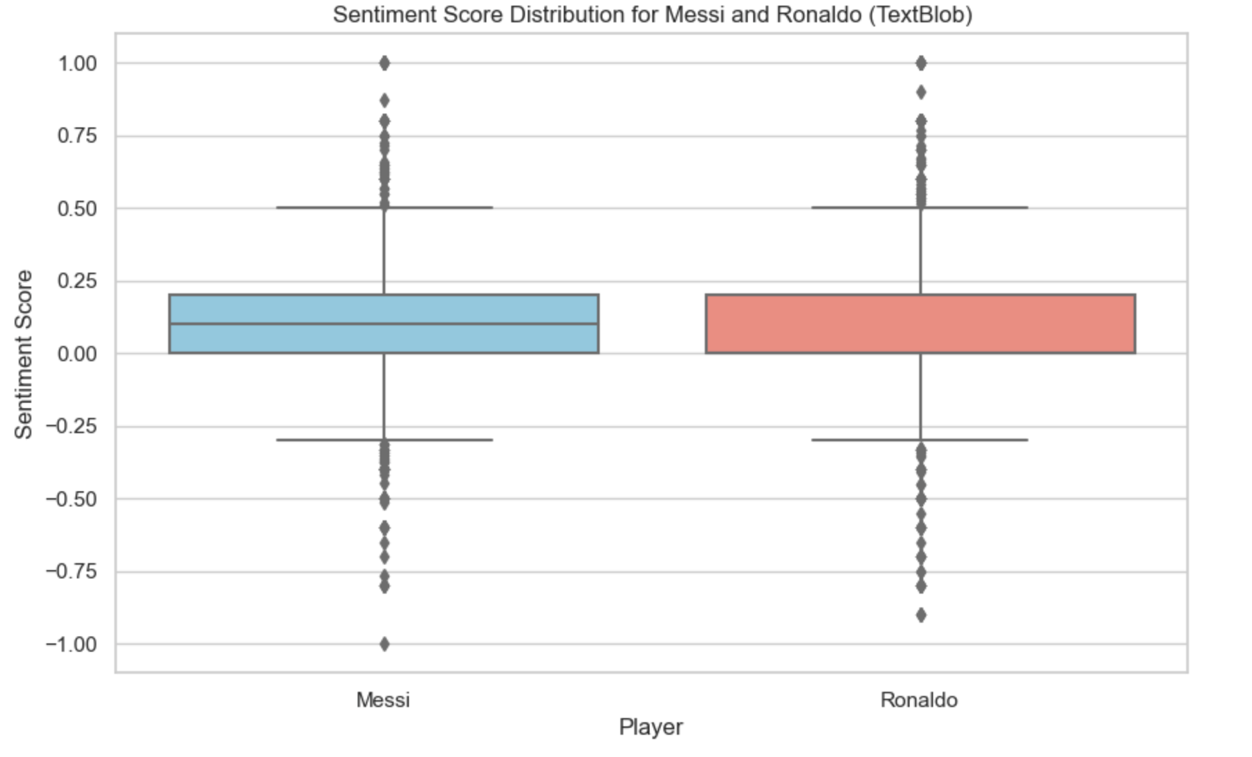 Sentiment Score Distribution for Messi and Ronaldo (TextBlob)
1.00
0.75
0.50
0.25
0.00
−0.25
−0.50
−0.75
−1.00
Sentiment Score
Messi
Ronaldo
Player